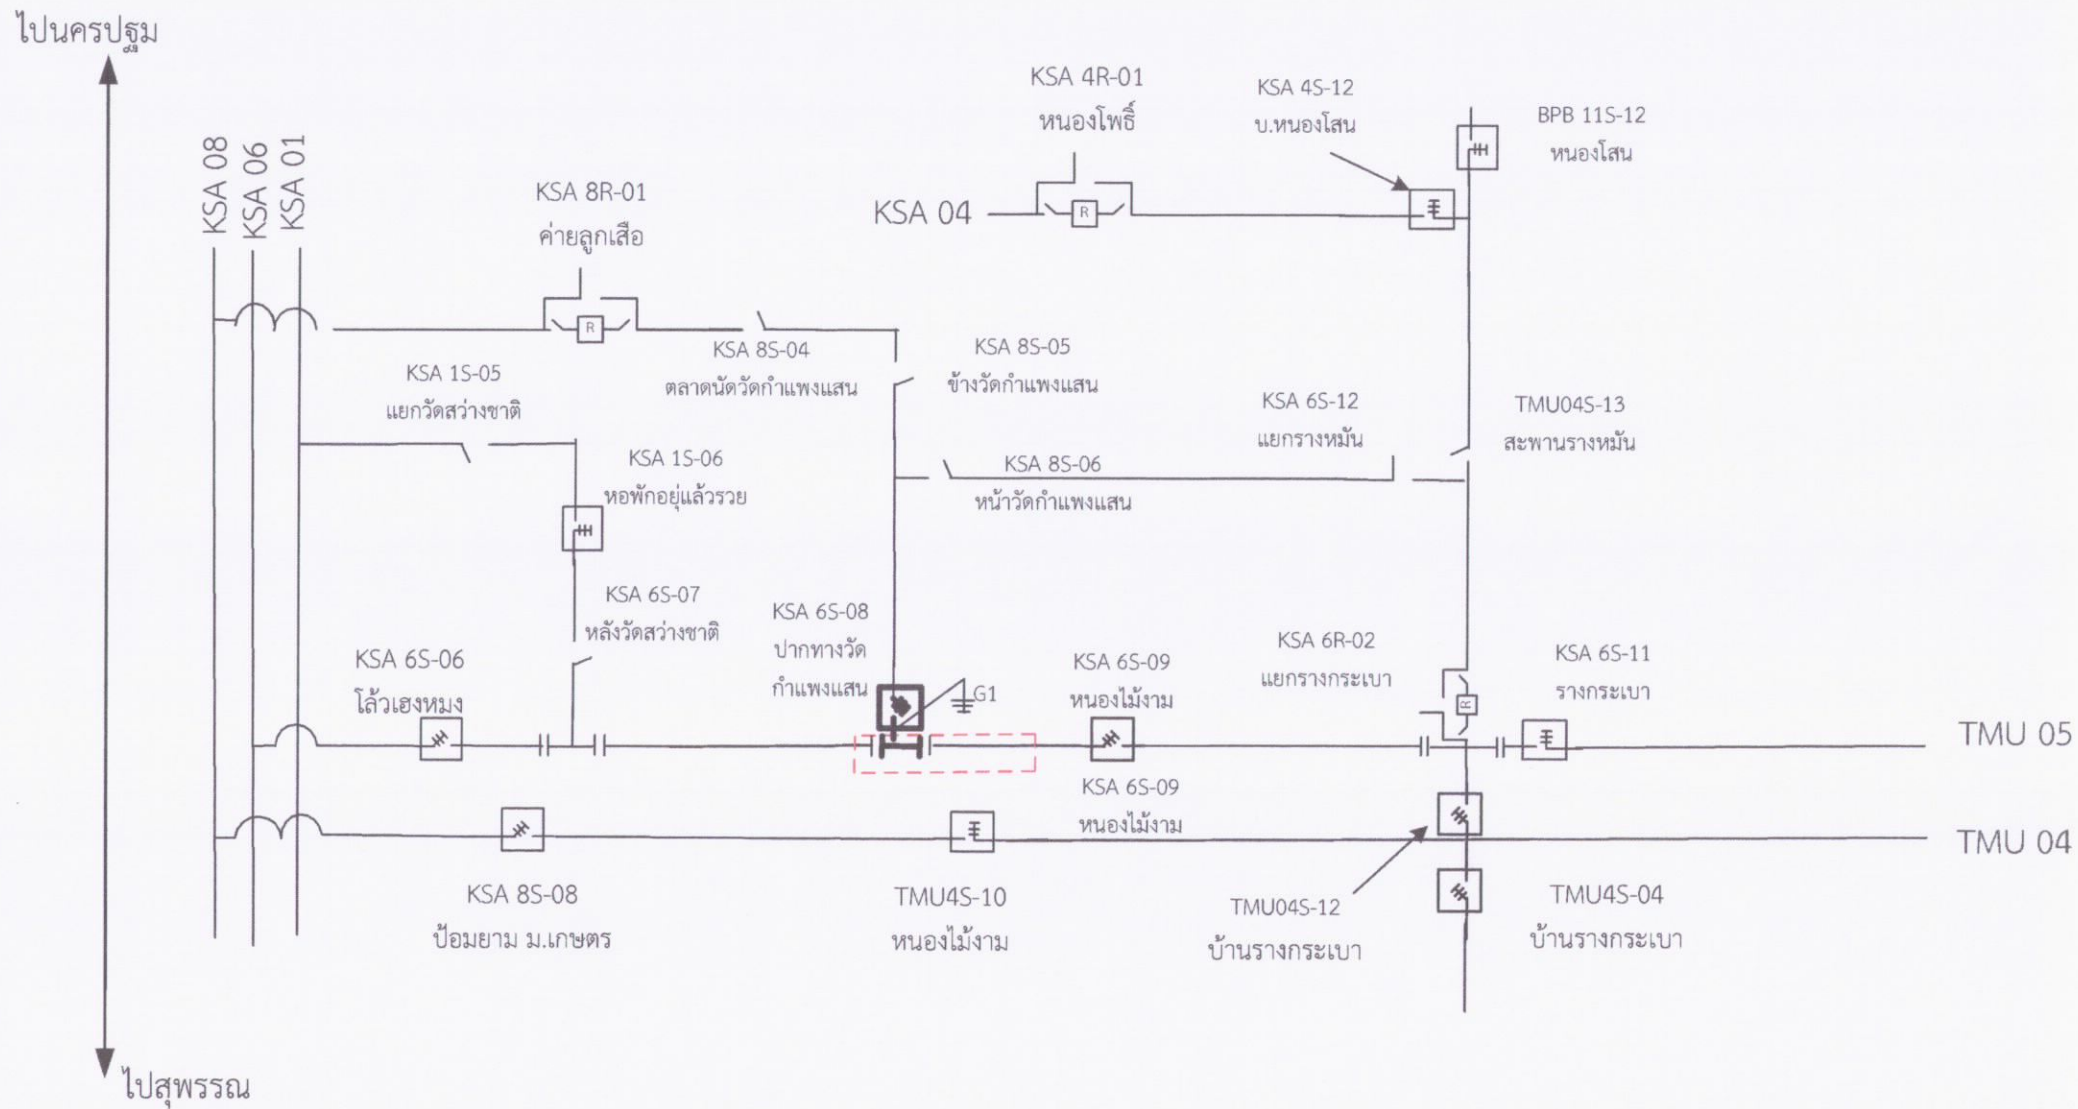 ไปนครปฐม
KSA 08
KSA 06
KSA 01
KSA 8R-01
ค่ายลูกเสือ
KSA 04
KSA 4R-01
หนองโพธิ์
KSA 4S-12
บ.หนองโสน
BPB 11S-12
หนองโสน
R
R
KSA 8S-04
ตลาดนัดวัดกำแพงแสน
KSA 8S-05
ข้างวัดกำแพงแสน
KSA 1S-05
แยกวัดสว่างชาติ
KSA 6S-12
แยกรางหมัน
TMU04S-13
สะพานรางหมัน
KSA 1S-06
หอพักอยู่แล้วรวย
KSA 8S-06
หน้าวัดกำแพงแสน
KSA 6S-07
หลังวัดสว่างชาติ
KSA 6S-08
ปากทางวัด
กำแพงแสน
G1
KSA 6S-06
โล้วเฮงหมง
KSA 6S-09
หนองไม้งาม
KSA 6R-02
แยกรางกระเบา
R
KSA 6S-11
รางกระเบา
TMU 05
KSA 6S-09
หนองไม้งาม
TMU 04
KSA 8S-08
ป้อมยาม ม.เกษตร
TMU4S-10
หนองไม้งาม
TMU04S-12
บ้านรางกระเบา
TMU4S-04
บ้านรางกระเบา
ไปสุพรรณ